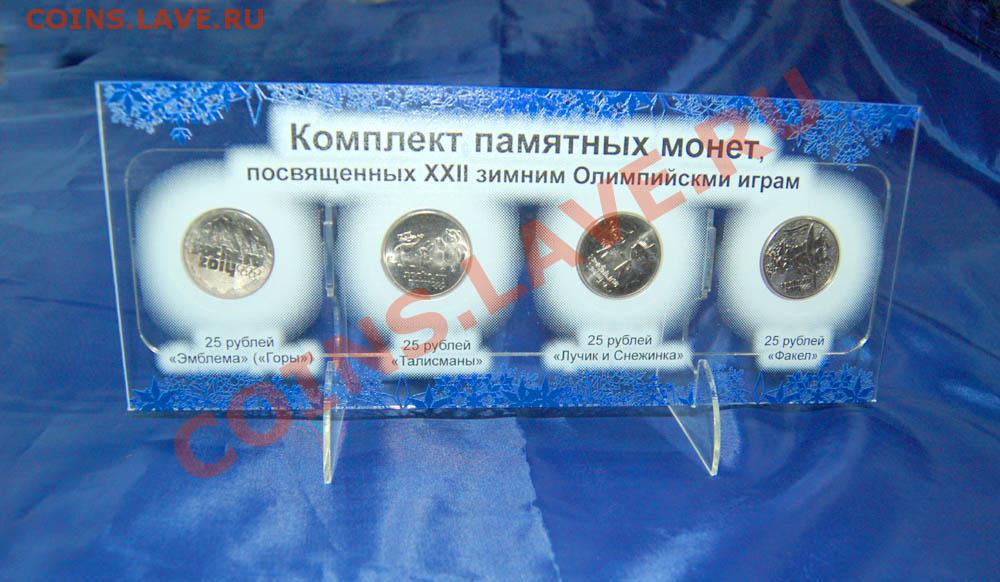 COINS.LAVE.RU
Комплект памятных монет,
посвященных XXII зимним Олимпийскми играм
25 рублей
«Эмблема» («Горы»)
25 рублей
«Талисманы»
25 рублей
«Лучик и Снежинка»
25 рублей
«Факел»
COINS.LAVE.RU